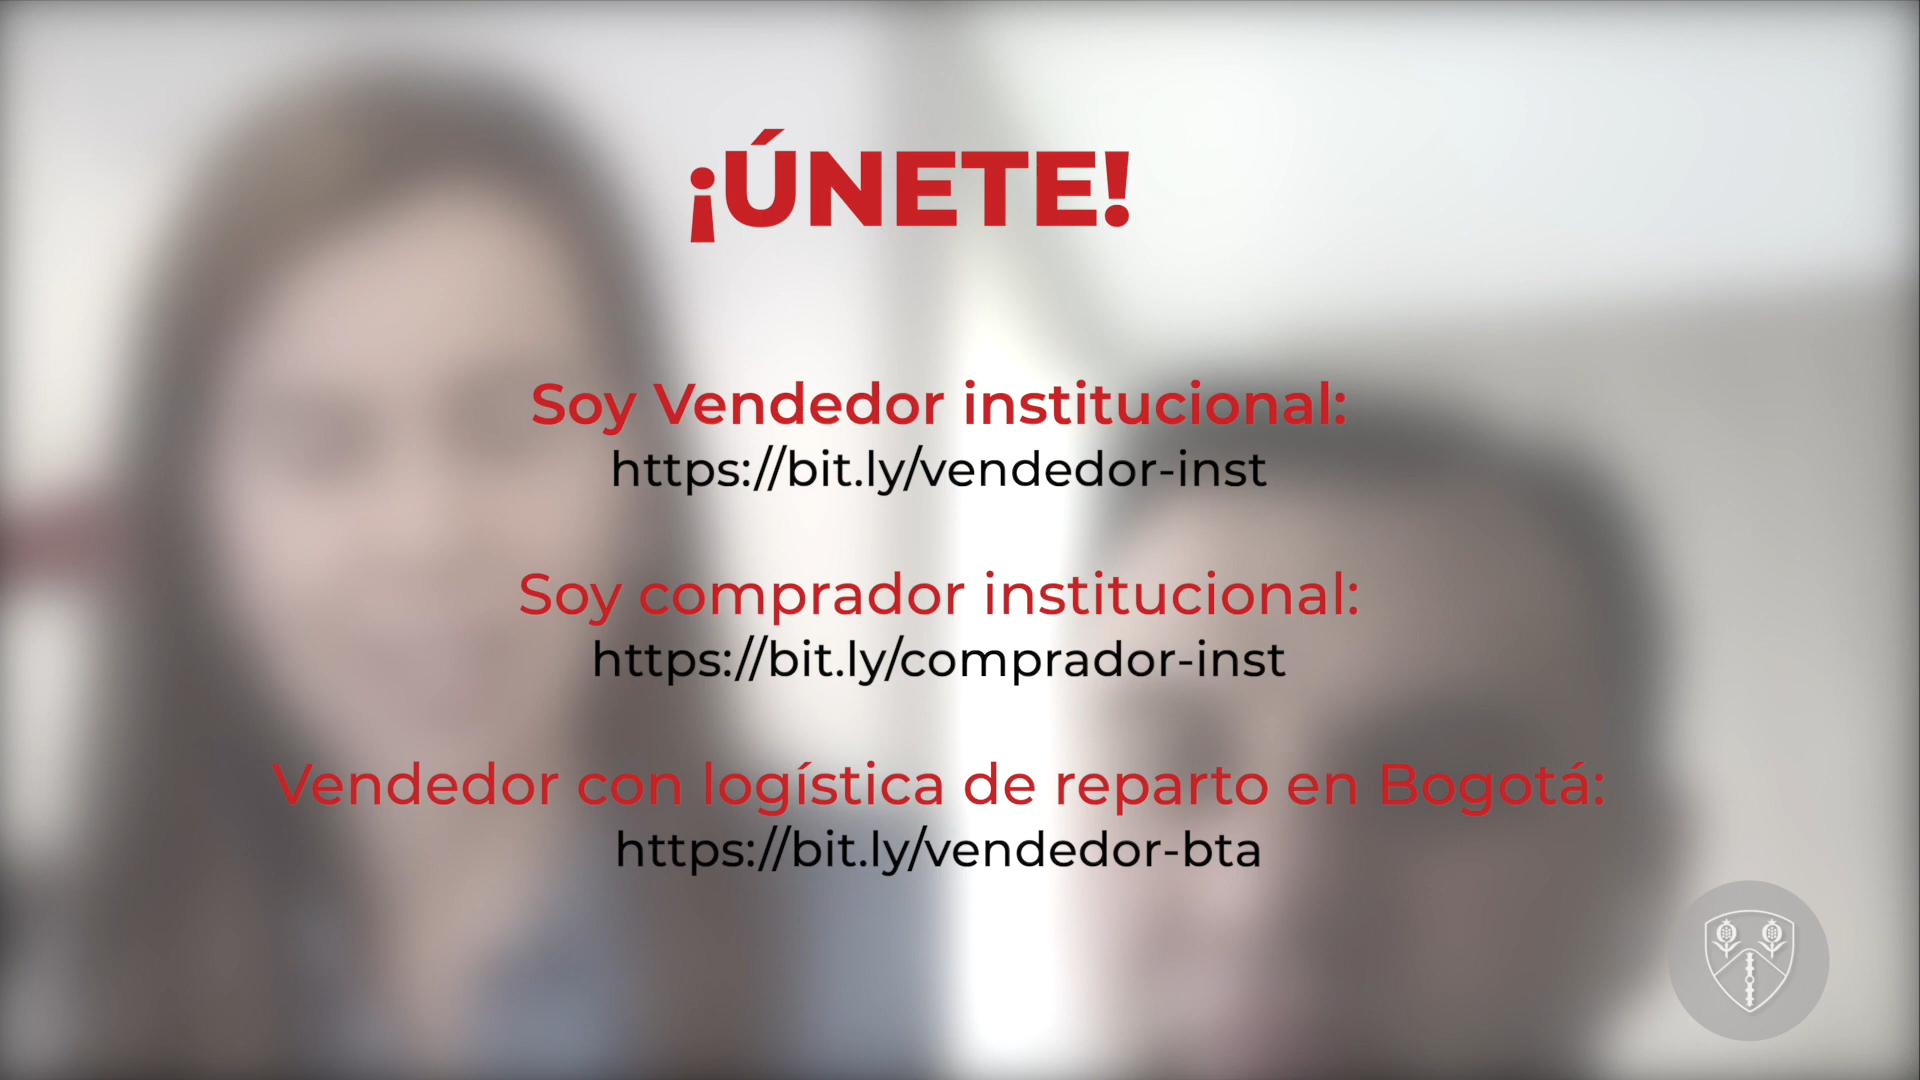 ¡ÚNETE!
Soy Vendedor institucional:
https://bit.ly/vendedor-inst
Soy comprador institucional:
https://bit.ly/comprador-inst
Vendedor con logística de reparto en Bogotá:
https://bit.ly/vendedor-bta